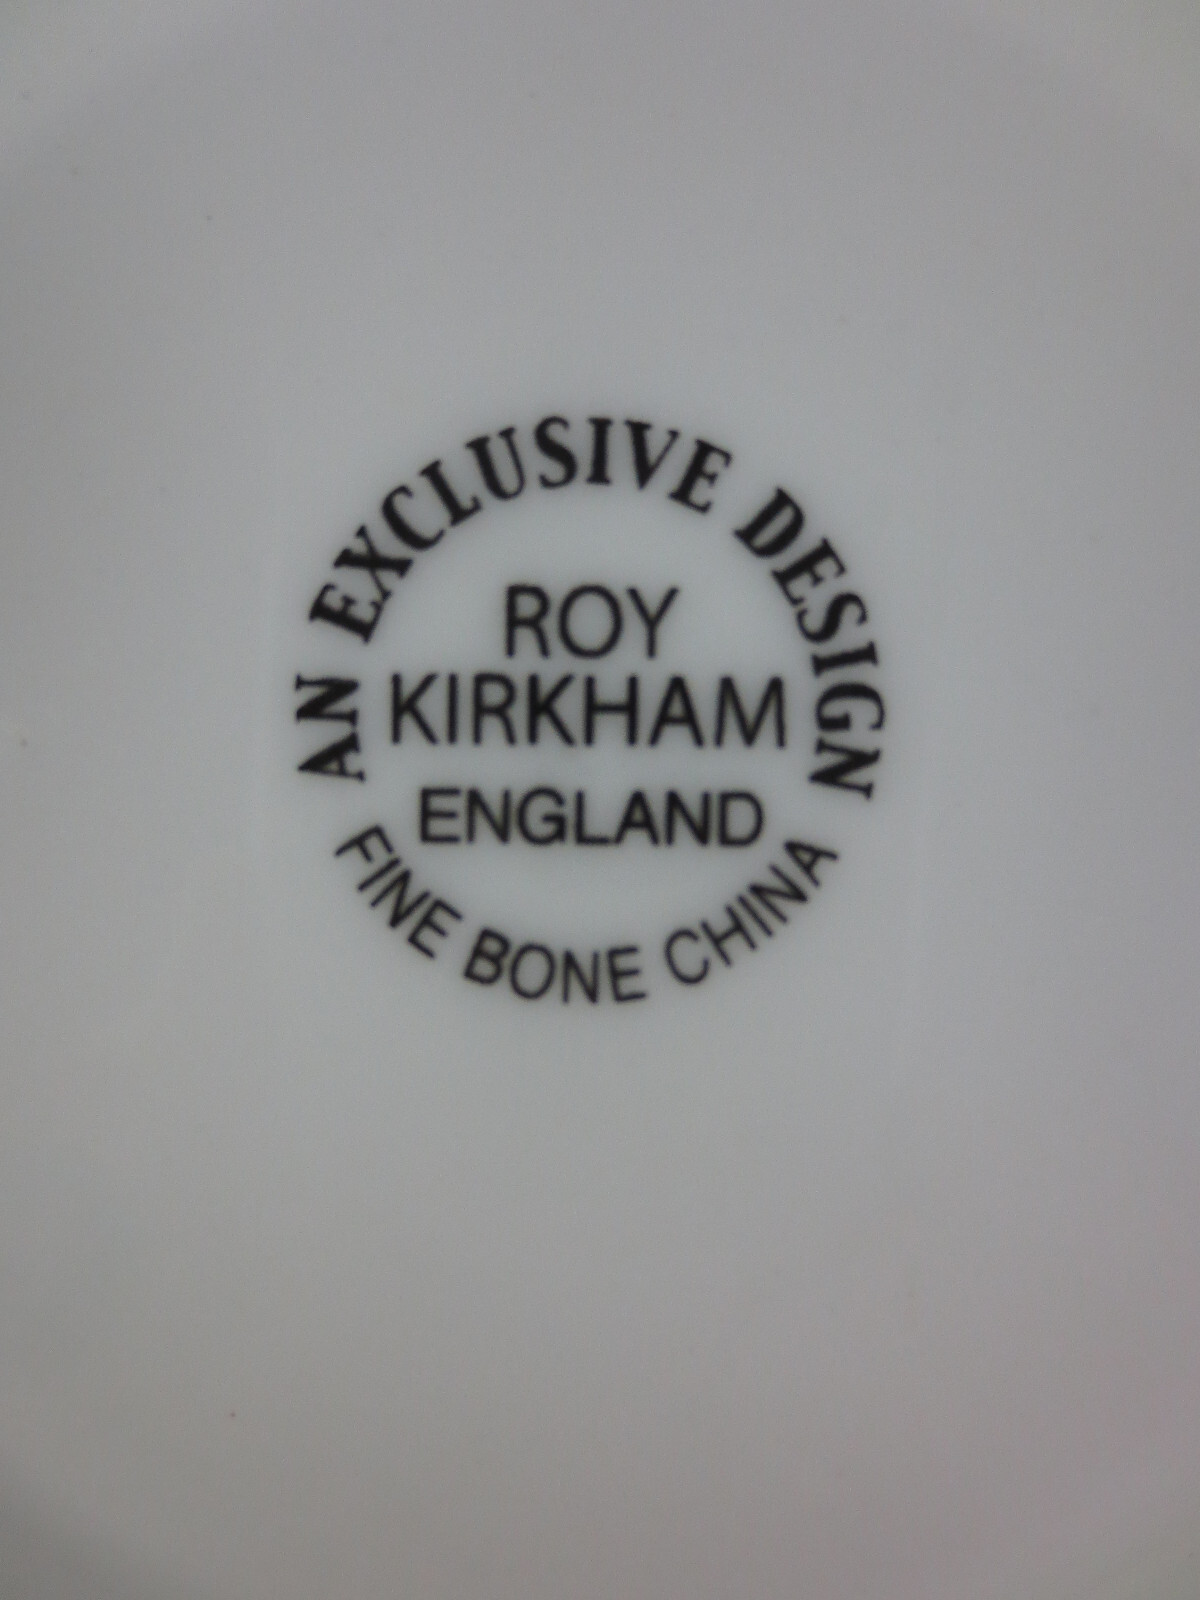 AN EXCLUSIVE DESIGN
ROY
KIRKHAM
ENGLAND
FINE BONE CHINA